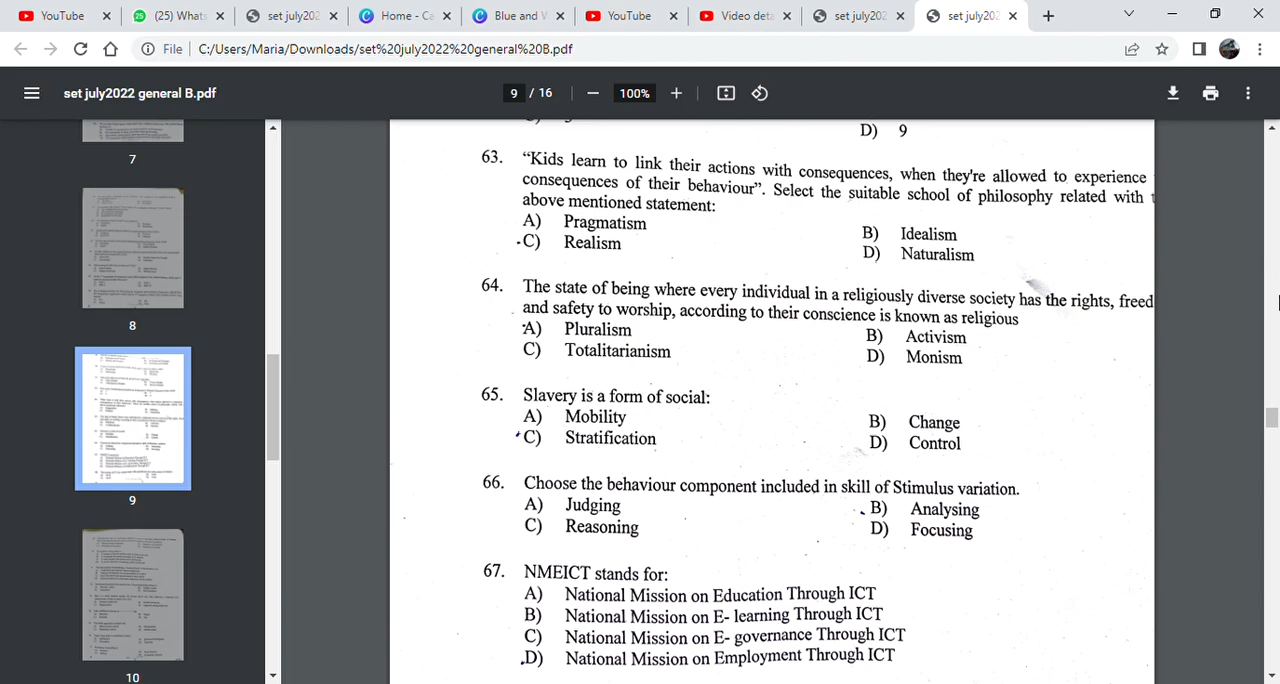 YouTube
(25) Whats
set july202
Home - Ca
Blue and V
YouTube
Video deta
set july202
set july202
File C:/Users/Maria/Downloads/set%20july2022%20general%20B.pdf
set july2022 general B.pdf
9 / 16
100%
7
8
9
10
D) 9
63. “Kids learn to link their actions with consequences, when they're allowed to experience
consequences of their behaviour”. Select the suitable school of philosophy related with
above mentioned statement:
A) Pragmatism
B) Idealism
C) Realism
D) Naturalism
64. The state of being where every individual in a religiously diverse society has the rights, freed
and safety to worship, according to their conscience is known as religious
A) Pluralism
B) Activism
C) Totalitarianism
D) Monism
65. Slavery is a form of social:
A) Mobility
B) Change
C) Stratification
D) Control
66. Choose the behaviour component included in skill of Stimulus variation.
A) Judging
B) Analysing
C) Reasoning
D) Focusing
67. NMEICT stands for:
A) National Mission on Education Through ICT
B) National Mission on E- learning Through ICT
C) National Mission on E- governance Through ICT
D) National Mission on Employment Through ICT